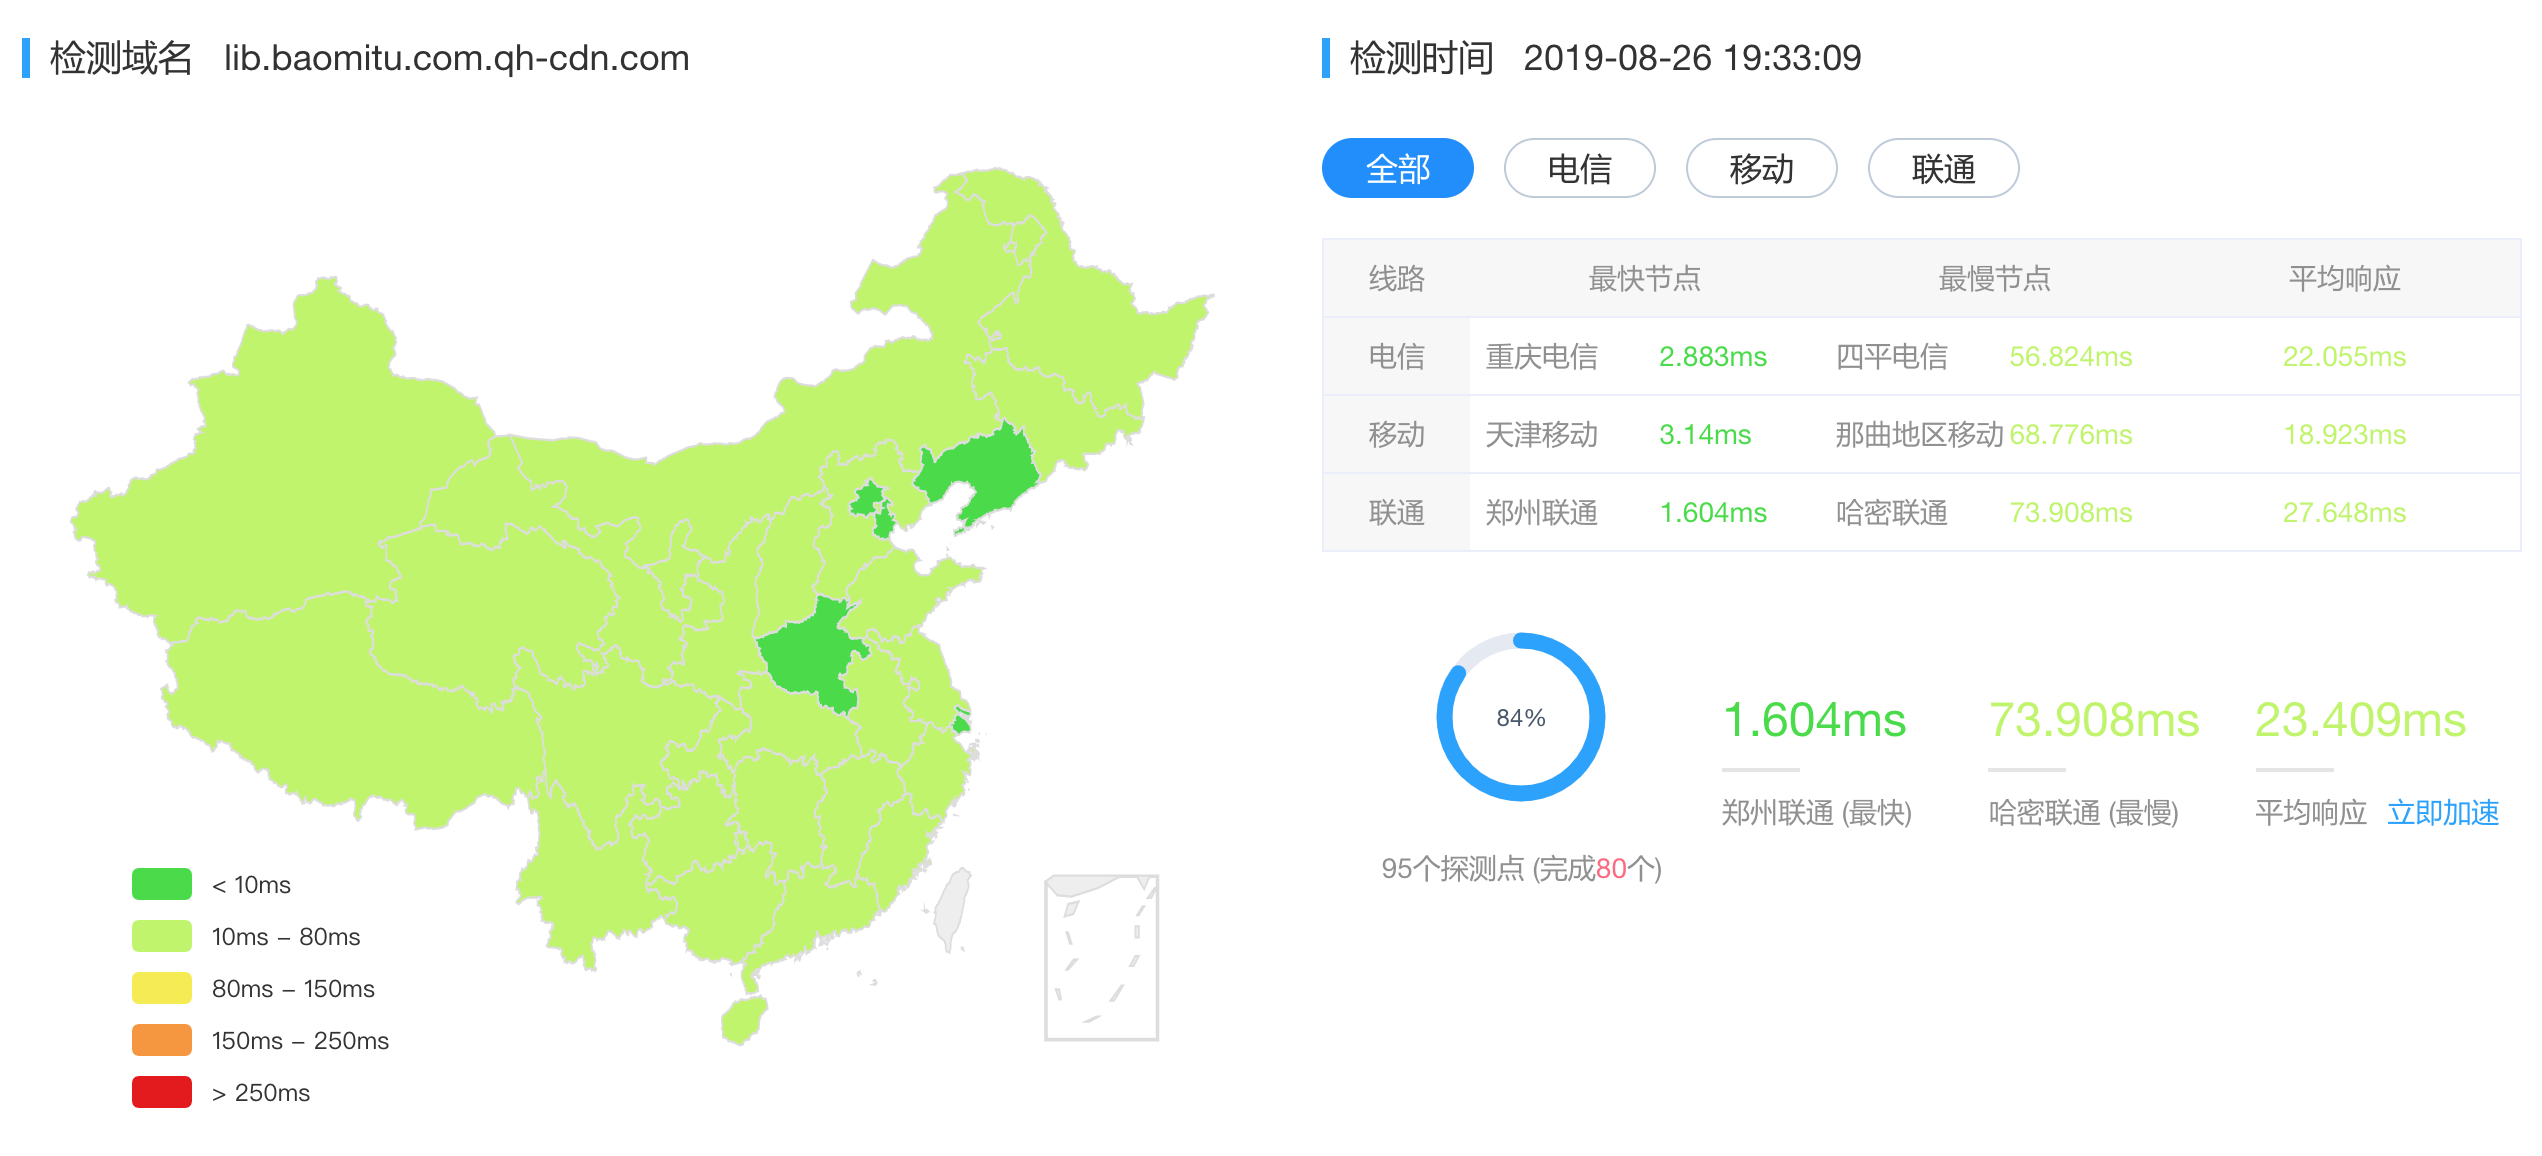 检测域名 lib.baomitu.com.qh-cdn.com
< 10ms
10ms – 80ms
80ms – 150ms
150ms – 250ms
> 250ms
检测时间 2019-08-26 19:33:09
全部 电信 移动 联通
线路 最快节点 最慢节点 平均响应
电信 重庆电信 2.883ms 四平电信 56.824ms 22.055ms
移动 天津移动 3.14ms 那曲地区移动 68.776ms 18.923ms
联通 郑州联通 1.604ms 哈密联通 73.908ms 27.648ms
84%
95个探测点 (完成80个)
1.604ms 73.908ms 23.409ms
郑州联通 (最快) 哈密联通 (最慢) 平均响应 立即加速